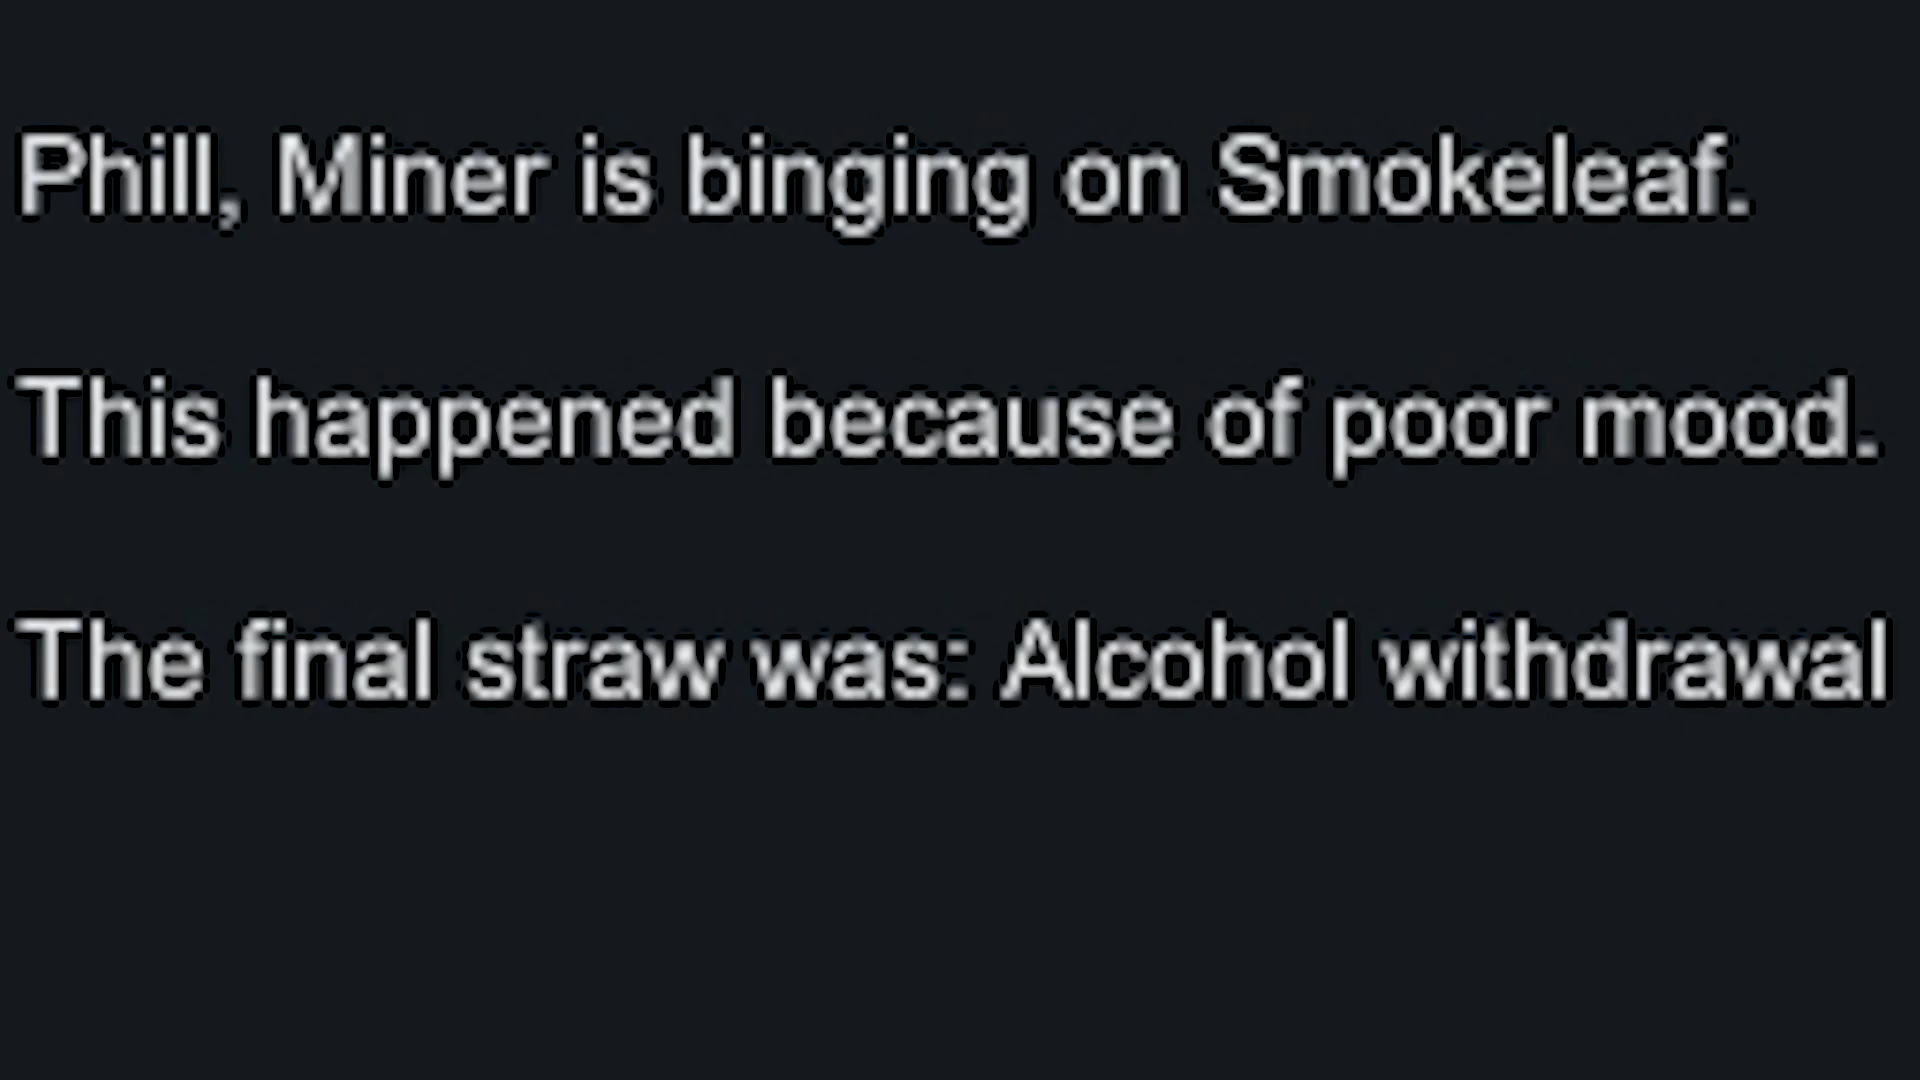 Phill, Miner is binging on Smokeleaf.
This happened because of poor mood.
The final straw was: Alcohol withdrawal